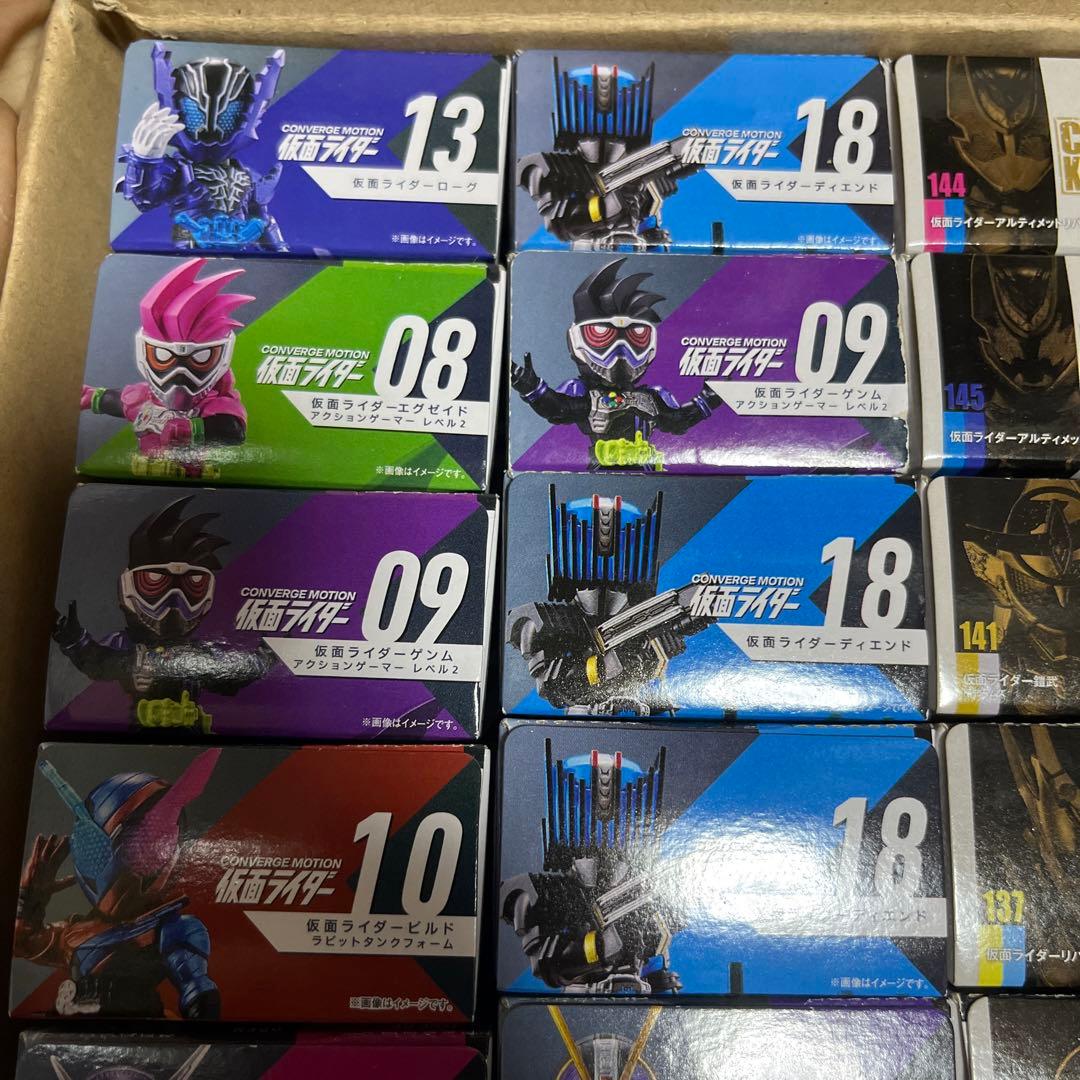 CONVERGE MOTION
仮面ライダー
13
仮面ライダーローグ
※画像はイメージです。
CONVERGE MOTION
仮面ライダー
18
仮面ライダーディエンド
※画像はイメージです。
144
仮面ライダーアルティメットリバ
CONVERGE MOTION
仮面ライダー
08
仮面ライダーエグゼイド
アクションゲーマー レベル2
※画像はイメージです。
CONVERGE MOTION
仮面ライダー
09
仮面ライダーゲンム
アクションゲーマー レベル2
145
仮面ライダーアルティメッ
CONVERGE MOTION
仮面ライダー
09
仮面ライダーゲンム
アクションゲーマー レベル2
※画像はイメージです。
CONVERGE MOTION
仮面ライダー
18
仮面ライダーディエンド
141
仮面ライダー鎧武
CONVERGE MOTION
仮面ライダー
10
仮面ライダービルド
ラビットタンクフォーム
※画像はイメージです。
18
エンド
※画像はイメージです。
137
仮面ライダーリバ